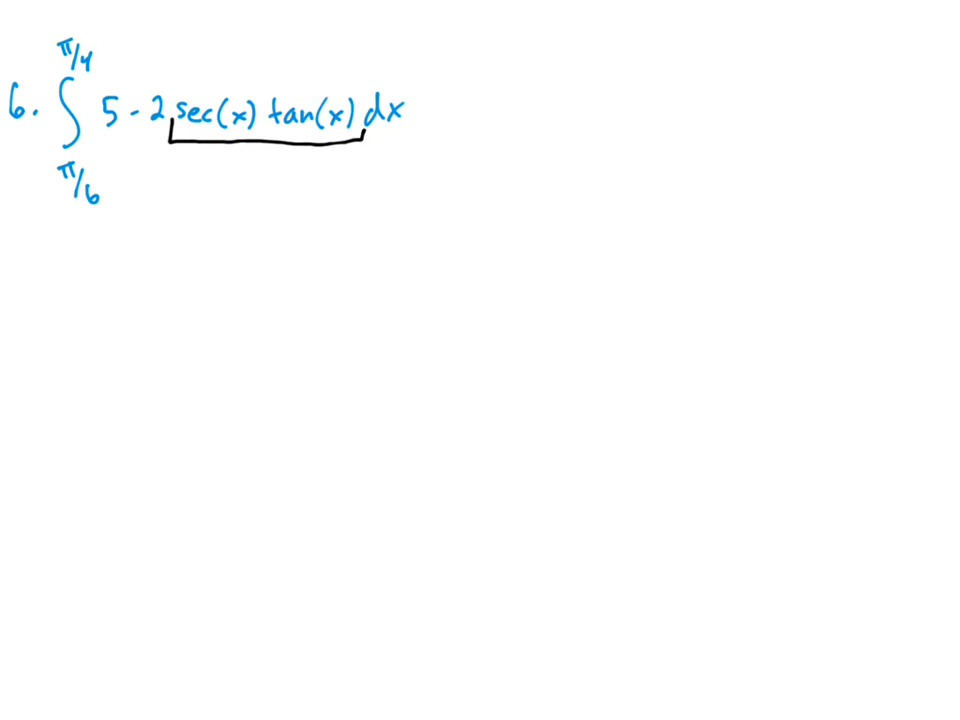 π/4
6. ∫ 5 - 2 sec(x) tan(x) dx
π/6